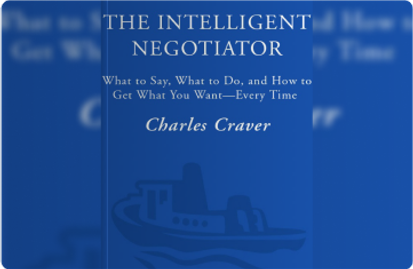 THE INTELLIGENT
NEGOTIATOR
What to Say, What to Do, and How to
Get What You Want—Every Time
Charles Craver